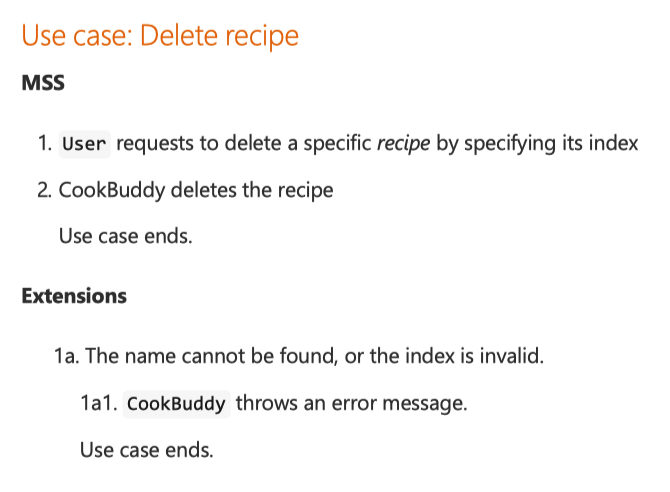 Use case: Delete recipe
MSS
1. User requests to delete a specific recipe by specifying its index
2. CookBuddy deletes the recipe
Use case ends.
Extensions
1a. The name cannot be found, or the index is invalid.
1a1. CookBuddy throws an error message.
Use case ends.